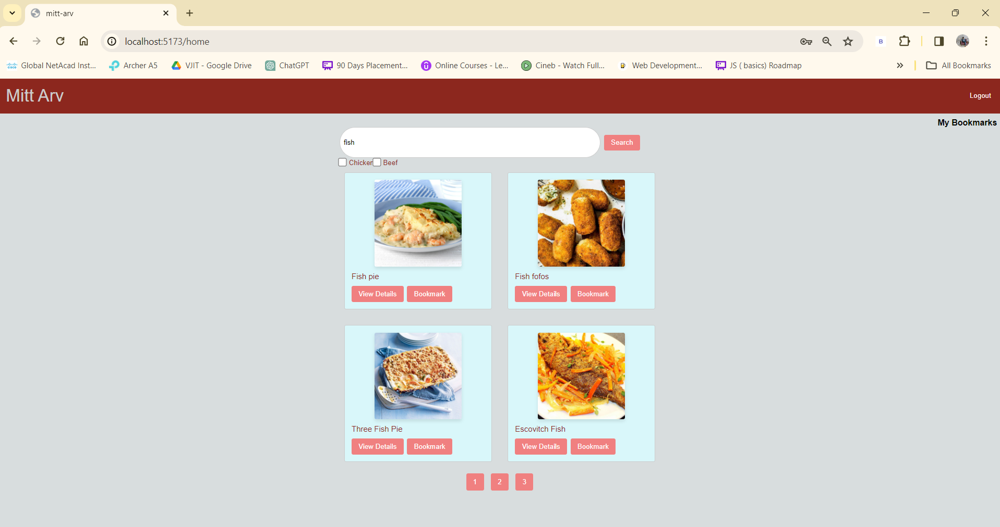 mitt-arv
localhost:5173/home
B
Global NetAcad Inst... Archer A5 VJIT - Google Drive ChatGPT 90 Days Placement... Online Courses - Le... Cineb - Watch Full... Web Development... JS ( basics) Roadmap All Bookmarks
Mitt Arv Logout
My Bookmarks
fish Search
Chicken Beef
Fish pie Fish fofos
View Details Bookmark View Details Bookmark
Three Fish Pie Escovitch Fish
View Details Bookmark View Details Bookmark
1 2 3